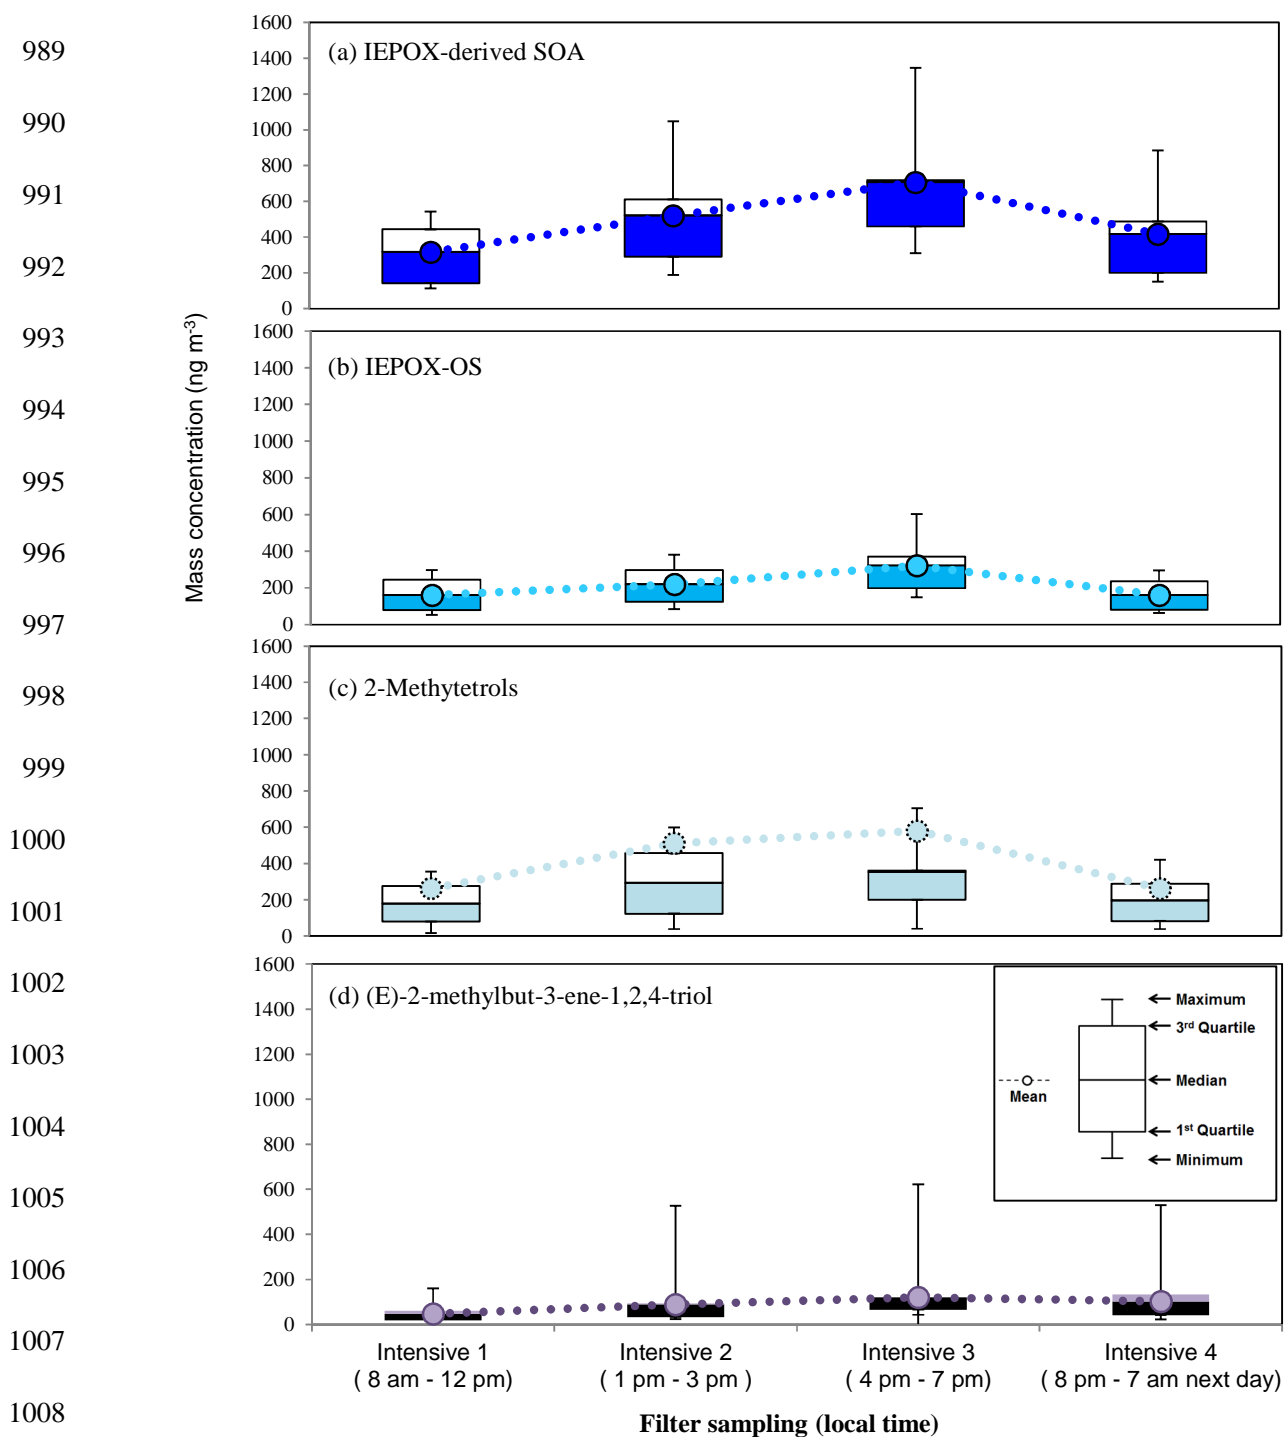 989
990
991
992
993
994
995
996
997
998
999
1000
1001
1002
1003
1004
1005
1006
1007
1008
Mass concentration (ng m⁻³)
1600
1400
1200
1000
800
600
400
200
0
(a) IEPOX-derived SOA
1600
1400
1200
1000
800
600
400
200
0
(b) IEPOX-OS
1600
1400
1200
1000
800
600
400
200
0
(c) 2-Methytetrols
1600
1400
1200
1000
800
600
400
200
0
(d) (E)-2-methylbut-3-ene-1,2,4-triol
Mean
Maximum
3rd Quartile
Median
1st Quartile
Minimum
Intensive 1
( 8 am - 12 pm)
Intensive 2
( 1 pm - 3 pm )
Intensive 3
( 4 pm - 7 pm)
Intensive 4
( 8 pm - 7 am next day)
Filter sampling (local time)